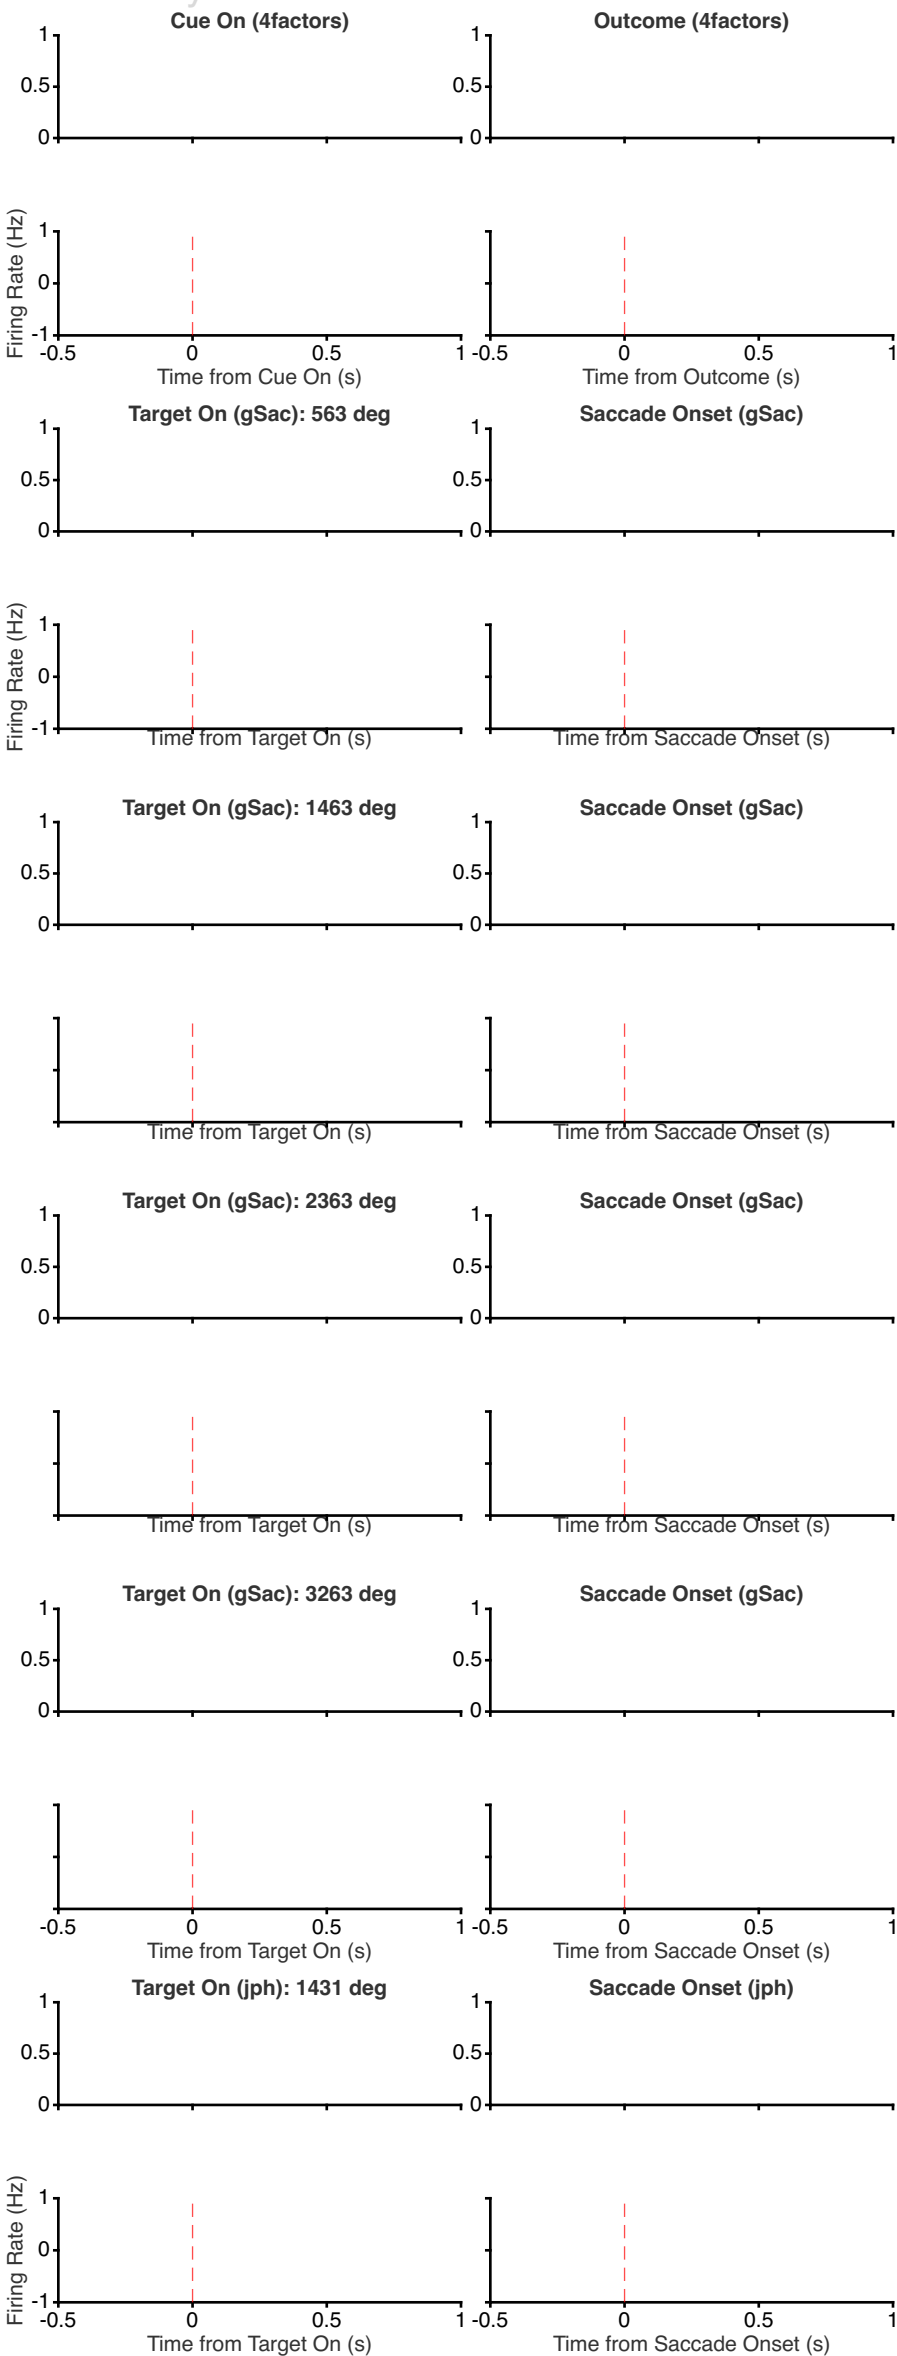 Cue On (4factors) Outcome (4factors)
1 1
0.5 0.5
0 0
Firing Rate (Hz)
1
0
-1
-0.5 0 0.5 1 -0.5 0 0.5 1
Time from Cue On (s) Time from Outcome (s)
Target On (gSac): 563 deg Saccade Onset (gSac)
1 1
0.5 0.5
0 0
Firing Rate (Hz)
1
0
-1
Time from Target On (s) Time from Saccade Onset (s)
Target On (gSac): 1463 deg Saccade Onset (gSac)
1 1
0.5 0.5
0 0
Time from Target On (s) Time from Saccade Onset (s)
Target On (gSac): 2363 deg Saccade Onset (gSac)
1 1
0.5 0.5
0 0
Time from Target On (s) Time from Saccade Onset (s)
Target On (gSac): 3263 deg Saccade Onset (gSac)
1 1
0.5 0.5
0 0
-0.5 0 0.5 1 -0.5 0 0.5 1
Time from Target On (s) Time from Saccade Onset (s)
Target On (jph): 1431 deg Saccade Onset (jph)
1 1
0.5 0.5
0 0
Firing Rate (Hz)
1
0
-1
-0.5 0 0.5 1 -0.5 0 0.5 1
Time from Target On (s) Time from Saccade Onset (s)